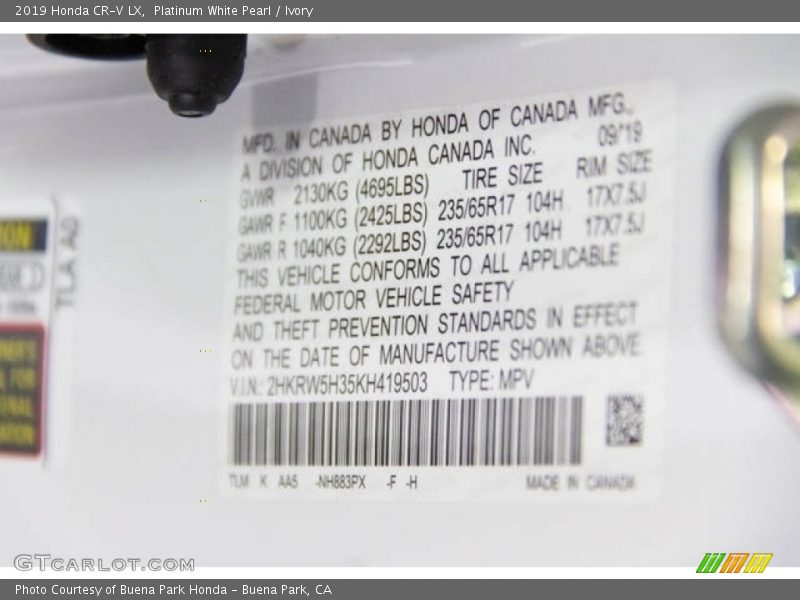 2019 Honda CR-V LX, Platinum White Pearl / Ivory
MFD. IN CANADA BY HONDA OF CANADA MFG.,
A DIVISION OF HONDA CANADA INC. 09/'19
GVWR 2130KG (4695LBS) TIRE SIZE RIM SIZE
GAWR F 1100KG (2425LBS) 235/65R17 104H 17X7.5J
GAWR R 1040KG (2292LBS) 235/65R17 104H 17X7.5J
THIS VEHICLE CONFORMS TO ALL APPLICABLE
FEDERAL MOTOR VEHICLE SAFETY
AND THEFT PREVENTION STANDARDS IN EFFECT
ON THE DATE OF MANUFACTURE SHOWN ABOVE
V.I.N.: 2HKRW5H35KH419503 TYPE: MPV
TLM K AA5 -NH883PX -F -H MADE IN CANADA
TLA A0
GTCARLOT.COM
Photo Courtesy of Buena Park Honda - Buena Park, CA